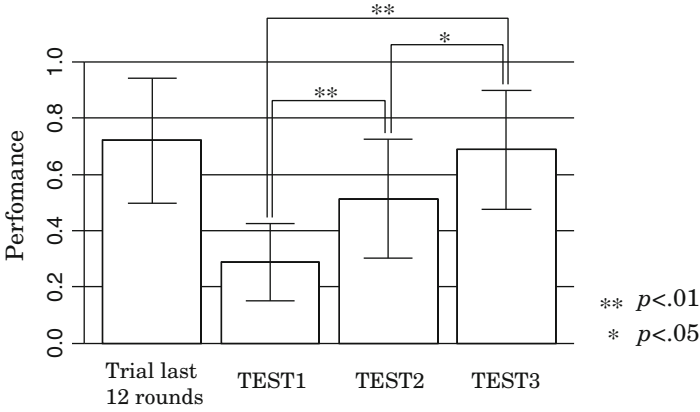 **
*
**
1.0
0.8
0.6
0.4
0.2
0.0
Perfomance
** p<.01
* p<.05
Trial last
12 rounds
TEST1
TEST2
TEST3